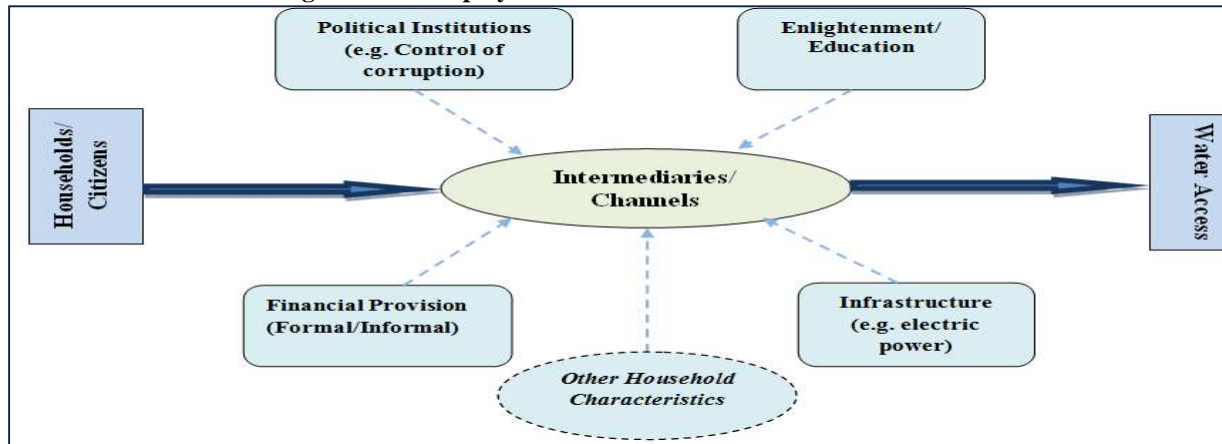 Political Institutions
(e.g. Control of
corruption)
Enlightenment/
Education
Households/
Citizens
Intermediaries/
Channels
Water Access
Financial Provision
(Formal/Informal)
Infrastructure
(e.g. electric
power)
Other Household
Characteristics